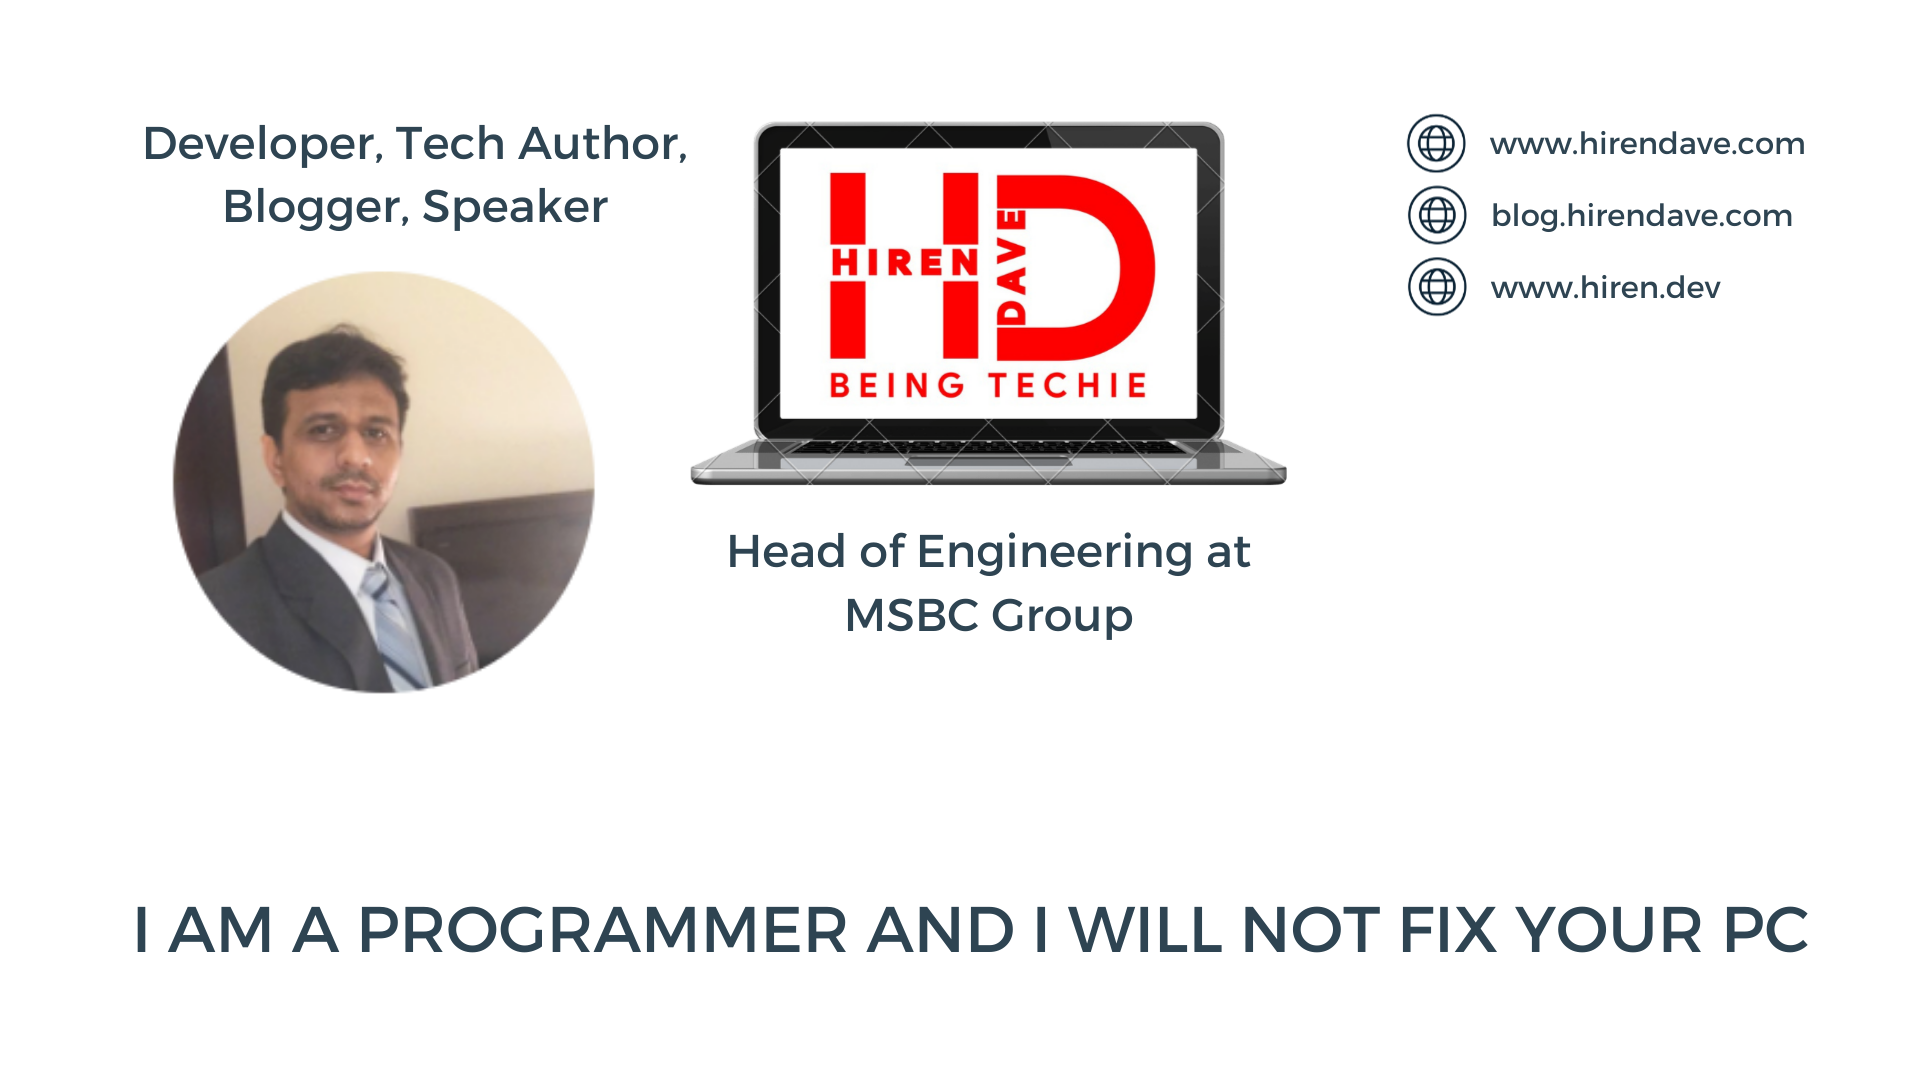 Developer, Tech Author,
Blogger, Speaker
HIREN
DAVE
BEING TECHIE
Head of Engineering at
MSBC Group
www.hirendave.com
blog.hirendave.com
www.hiren.dev
I AM A PROGRAMMER AND I WILL NOT FIX YOUR PC